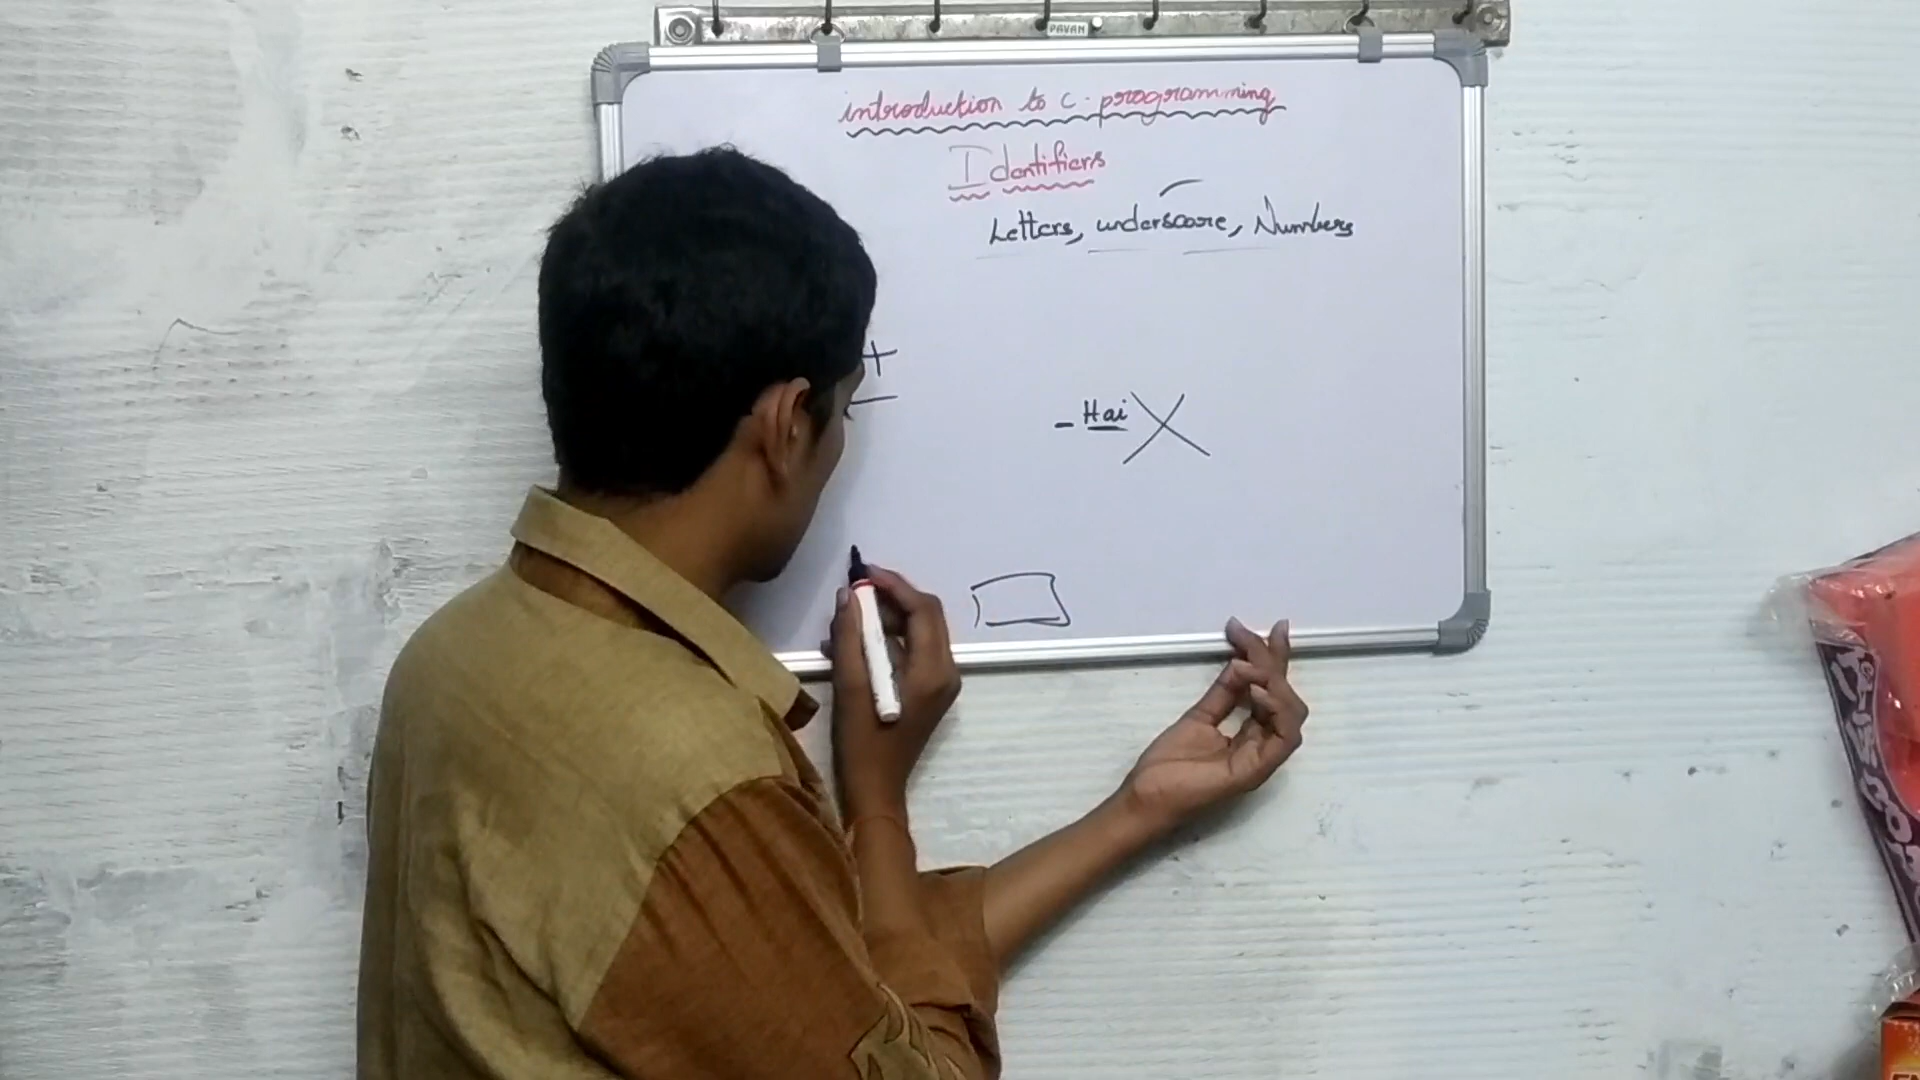 PAVAN
introduction to c. programming
Identifiers
Letters, underscore, Numbers
+
-
- Hai X